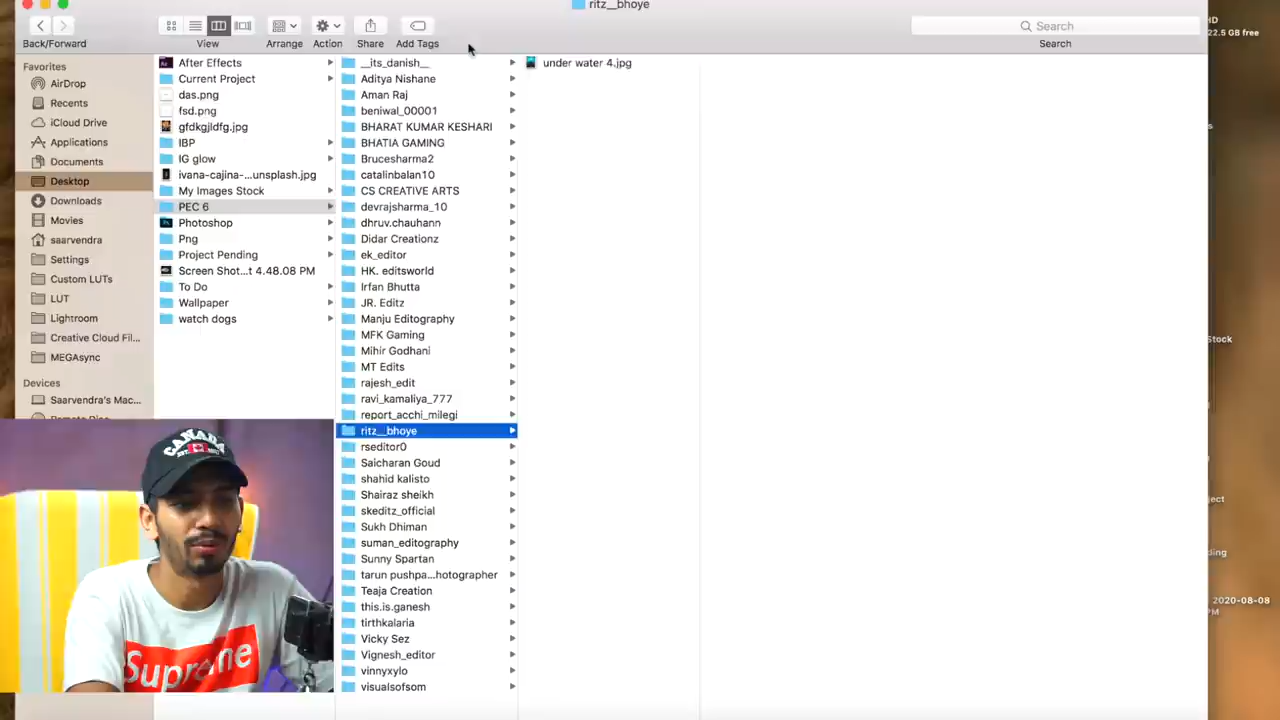 ritz__bhoye
Back/Forward
View
Arrange
Action
Share
Add Tags
Search
Search
Favorites
AirDrop
Recents
iCloud Drive
Applications
Documents
Desktop
Downloads
Movies
saarvendra
Settings
Custom LUTs
LUT
Lightroom
Creative Cloud Fil...
MEGAsync
Devices
Saarvendra's Mac...
After Effects
Current Project
das.png
fsd.png
gfdkgjldfg.jpg
IBP
IG glow
ivana-cajina-...unsplash.jpg
My Images Stock
PEC 6
Photoshop
Png
Project Pending
Screen Shot...t 4.48.08 PM
To Do
Wallpaper
watch dogs
__its_danish__
Aditya Nishane
Aman Raj
beniwal_00001
BHARAT KUMAR KESHARI
BHATIA GAMING
Brucesharma2
catalinbalan10
CS CREATIVE ARTS
devrajsharma_10
dhruv.chauhann
Didar Creationz
ek_editor
HK. editsworld
Irfan Bhutta
JR. Editz
Manju Editography
MFK Gaming
Mihir Godhani
MT Edits
rajesh_edit
ravi_kamaliya_777
report_acchi_milegi
ritz__bhoye
rseditor0
Saicharan Goud
shahid kalisto
Shairaz sheikh
skeditz_official
Sukh Dhiman
suman_editography
Sunny Spartan
tarun pushpa...hotographer
Teaja Creation
this.is.ganesh
tirthkalaria
Vicky Sez
Vignesh_editor
vinnyxylo
visualsofsom
under water 4.jpg
HD
22.5 GB free
Stock
ject
ding
2020-08-08
PM
CANADA
Supreme